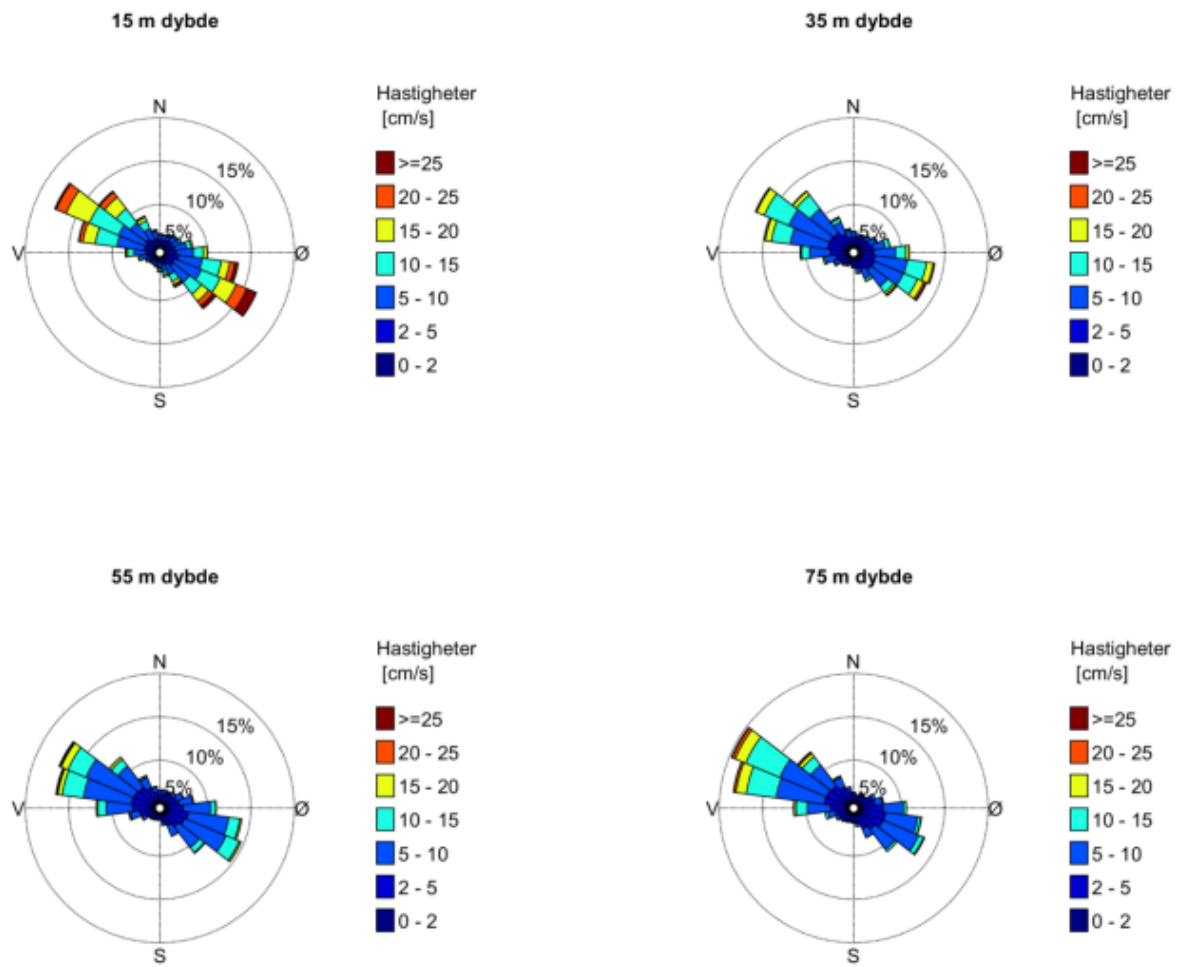 15 m dybde
N
V
Ø
S
5%
10%
15%
Hastigheter
[cm/s]
>=25
20 - 25
15 - 20
10 - 15
5 - 10
2 - 5
0 - 2
35 m dybde
N
V
Ø
S
5%
10%
15%
Hastigheter
[cm/s]
>=25
20 - 25
15 - 20
10 - 15
5 - 10
2 - 5
0 - 2
55 m dybde
N
V
Ø
S
5%
10%
15%
Hastigheter
[cm/s]
>=25
20 - 25
15 - 20
10 - 15
5 - 10
2 - 5
0 - 2
75 m dybde
N
V
Ø
S
5%
10%
15%
Hastigheter
[cm/s]
>=25
20 - 25
15 - 20
10 - 15
5 - 10
2 - 5
0 - 2